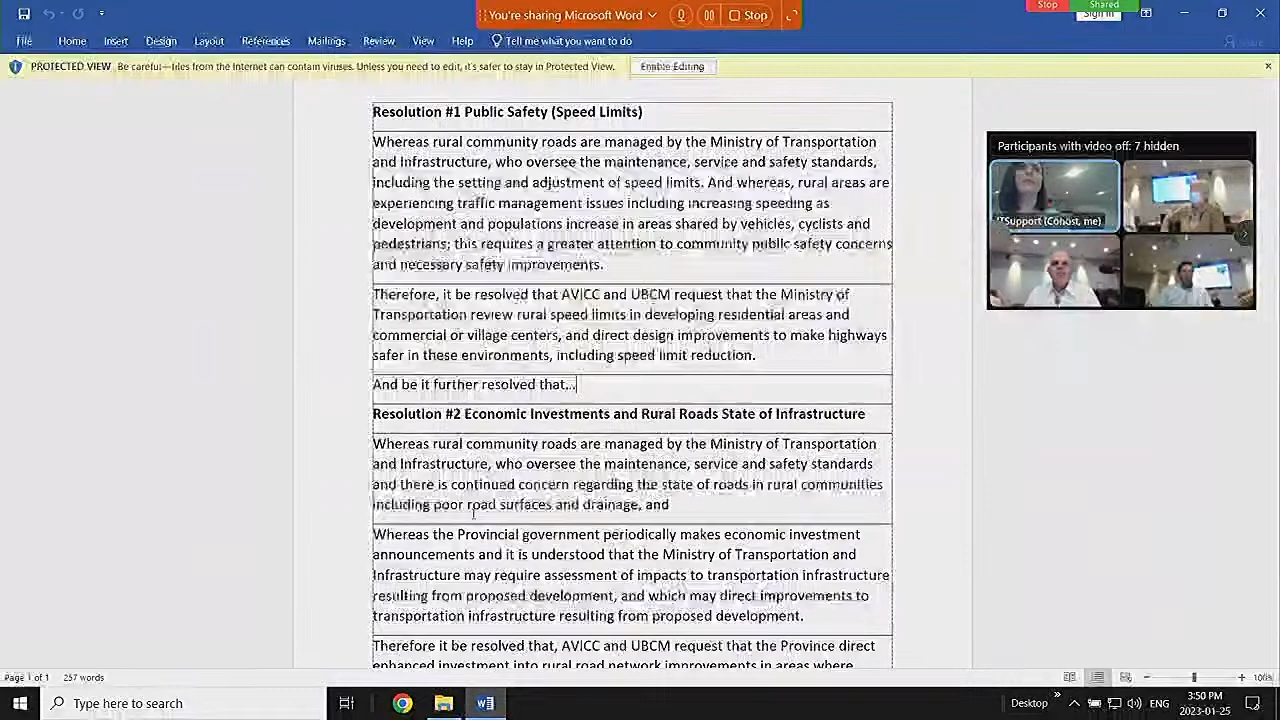 You're sharing Microsoft Word
Stop
Stop
Shared
Sign in
File Home Insert Design Layout References Mailings Review View Help Tell me what you want to do
PROTECTED VIEW Be careful—files from the Internet can contain viruses. Unless you need to edit, it's safer to stay in Protected View. Enable Editing
Resolution #1 Public Safety (Speed Limits)
Whereas rural community roads are managed by the Ministry of Transportation
and Infrastructure, who oversee the maintenance, service and safety standards,
including the setting and adjustment of speed limits. And whereas, rural areas are
experiencing traffic management issues including increasing speeding as
development and populations increase in areas shared by vehicles, cyclists and
pedestrians; this requires a greater attention to community public safety concerns
and necessary safety improvements.
Therefore, it be resolved that AVICC and UBCM request that the Ministry of
Transportation review rural speed limits in developing residential areas and
commercial or village centers, and direct design improvements to make highways
safer in these environments, including speed limit reduction.
And be it further resolved that...
Resolution #2 Economic Investments and Rural Roads State of Infrastructure
Whereas rural community roads are managed by the Ministry of Transportation
and Infrastructure, who oversee the maintenance, service and safety standards
and there is continued concern regarding the state of roads in rural communities
including poor road surfaces and drainage, and
Whereas the Provincial government periodically makes economic investment
announcements and it is understood that the Ministry of Transportation and
Infrastructure may require assessment of impacts to transportation infrastructure
resulting from proposed development, and which may direct improvements to
transportation infrastructure resulting from proposed development.
Therefore it be resolved that, AVICC and UBCM request that the Province direct
enhanced investment into rural road network improvements in areas where
Participants with video off: 7 hidden
ITSupport (Cohost, me)
Page 1 of 1 257 words
100%
Type here to search
Desktop
ENG
3:50 PM
2023-01-25